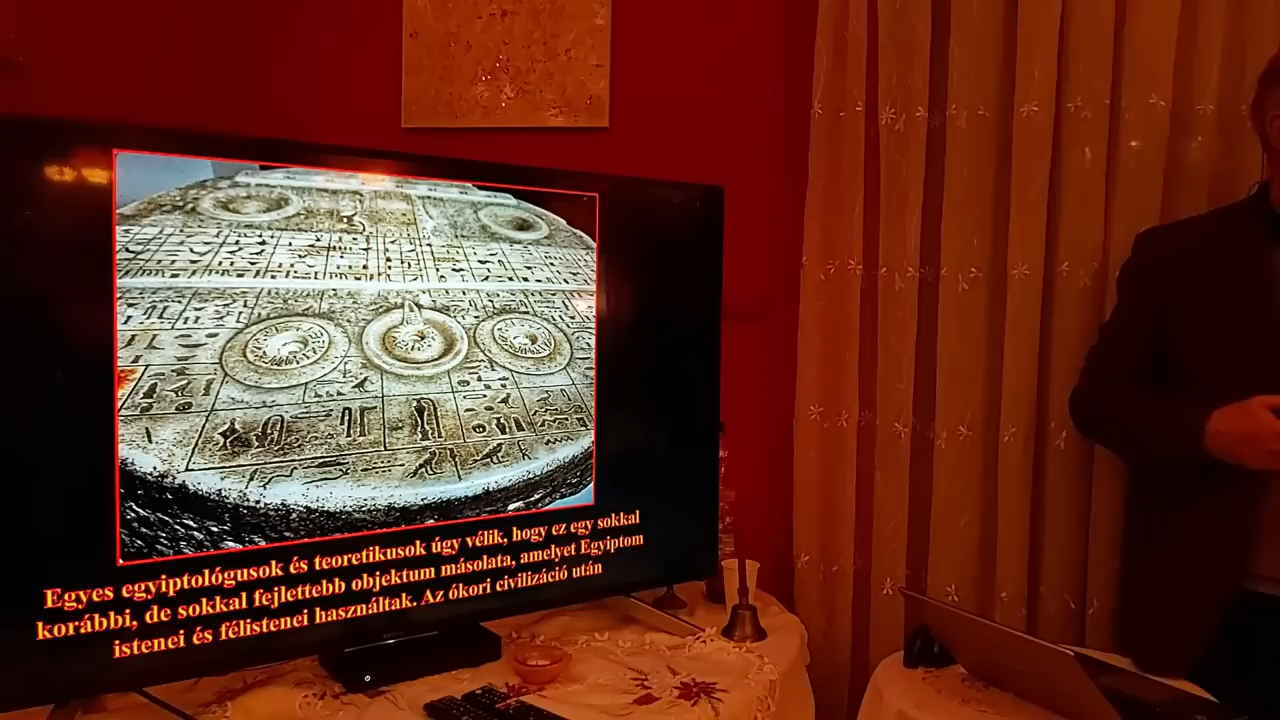 Egyes egyiptológusok és teoretikusok úgy vélik, hogy ez egy sokkal
korábbi, de sokkal fejlettebb objektum másolata, amelyet Egyiptom
istenei és félistenei használtak. Az ókori civilizáció után